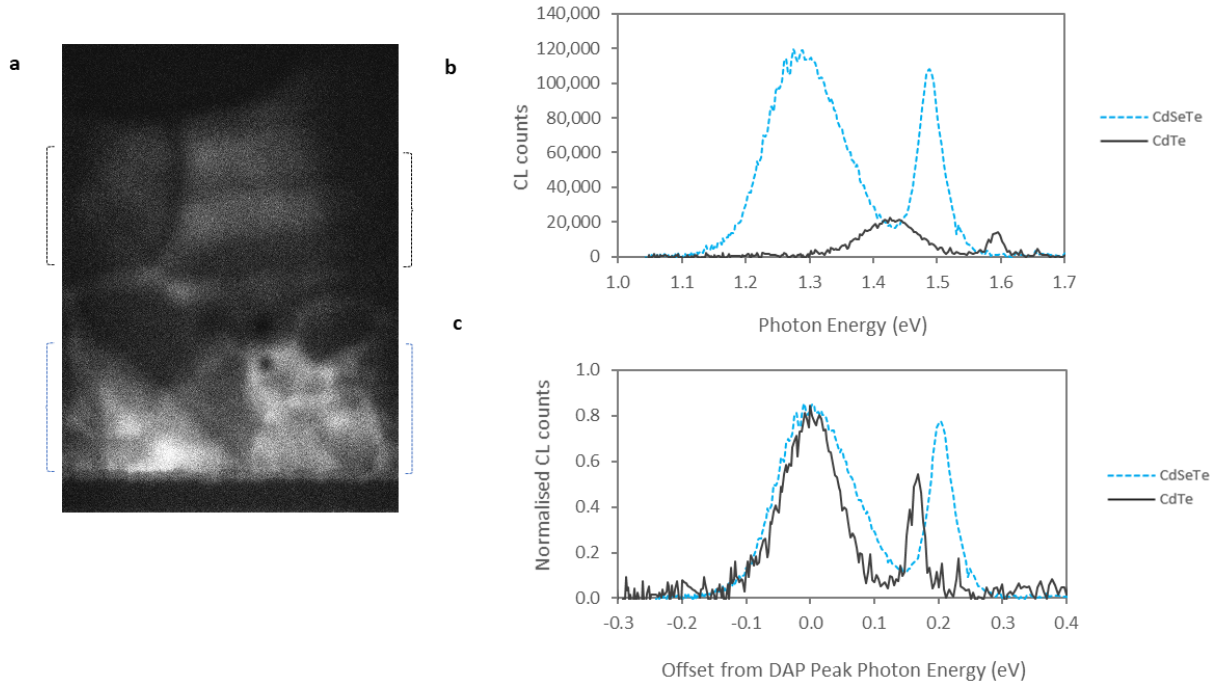 a
b
140,000
120,000
100,000
80,000
60,000
40,000
20,000
0
CL counts
1.0 1.1 1.2 1.3 1.4 1.5 1.6 1.7
Photon Energy (eV)
CdSeTe
CdTe
c
1.0
0.8
0.6
0.4
0.2
0.0
Normalised CL counts
-0.3 -0.2 -0.1 0.0 0.1 0.2 0.3 0.4
Offset from DAP Peak Photon Energy (eV)
CdSeTe
CdTe